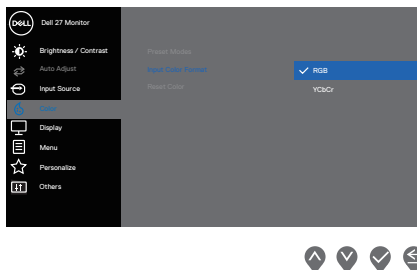 DELL
Dell 27 Monitor
Brightness / Contrast
Auto Adjust
Input Source
Color
Display
Menu
Personalize
Others
Preset Modes
Input Color Format
Reset Color
RGB
YCbCr